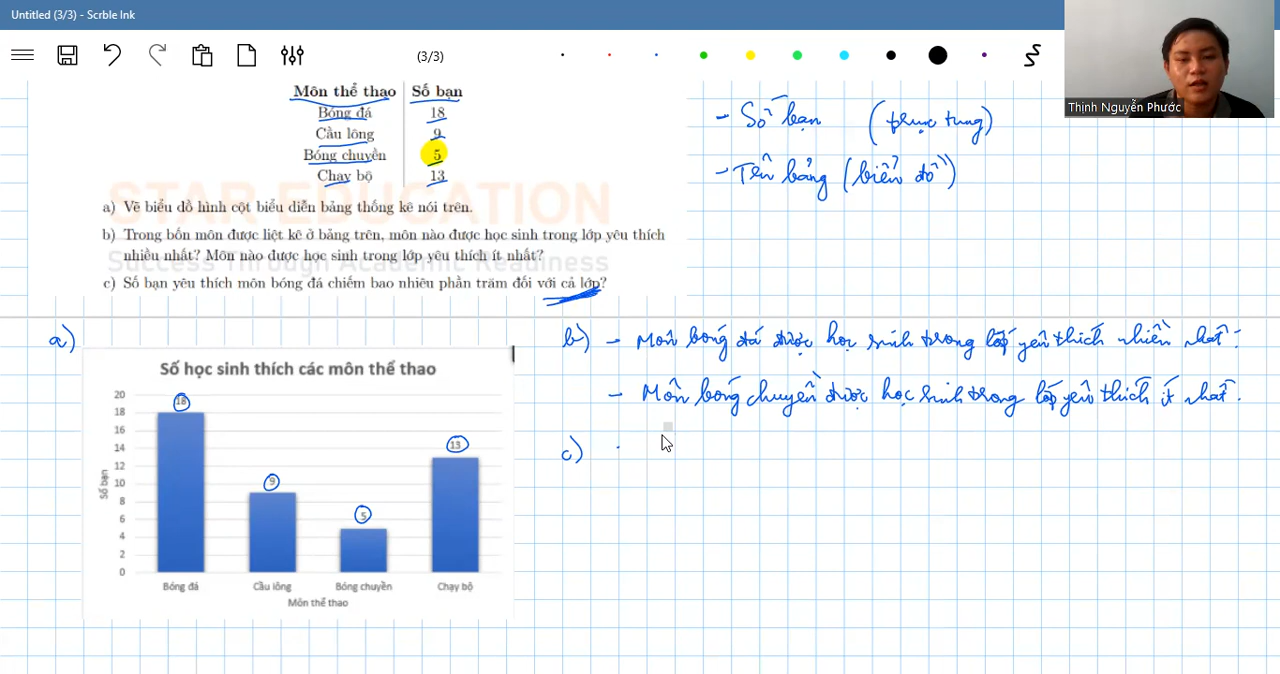 Untitled (3/3) - Scrble Ink
(3/3)
Thịnh Nguyễn Phước
Môn thể thao Số bạn
Bóng đá 18
Cầu lông 9
Bóng chuyền 5
Chạy bộ 13
STAR EDUCATION
Success Through Academic Readiness
a) Vẽ biểu đồ hình cột biểu diễn bảng thống kê nói trên.
b) Trong bốn môn được liệt kê ở bảng trên, môn nào được học sinh trong lớp yêu thích
nhiều nhất? Môn nào được học sinh trong lớp yêu thích ít nhất?
c) Số bạn yêu thích môn bóng đá chiếm bao nhiêu phần trăm đối với cả lớp?
- Số bạn (trục tung)
- Tên bảng (biểu đồ)
a)
Số học sinh thích các môn thể thao
20
18
16
14
12
10
8
6
4
2
0
Số bạn
18
9
5
13
Bóng đá Cầu lông Bóng chuyền Chạy bộ
Môn thể thao
b) - Môn bóng đá được học sinh trong lớp yêu thích nhiều nhất.
- Môn bóng chuyền được học sinh trong lớp yêu thích ít nhất.
c)